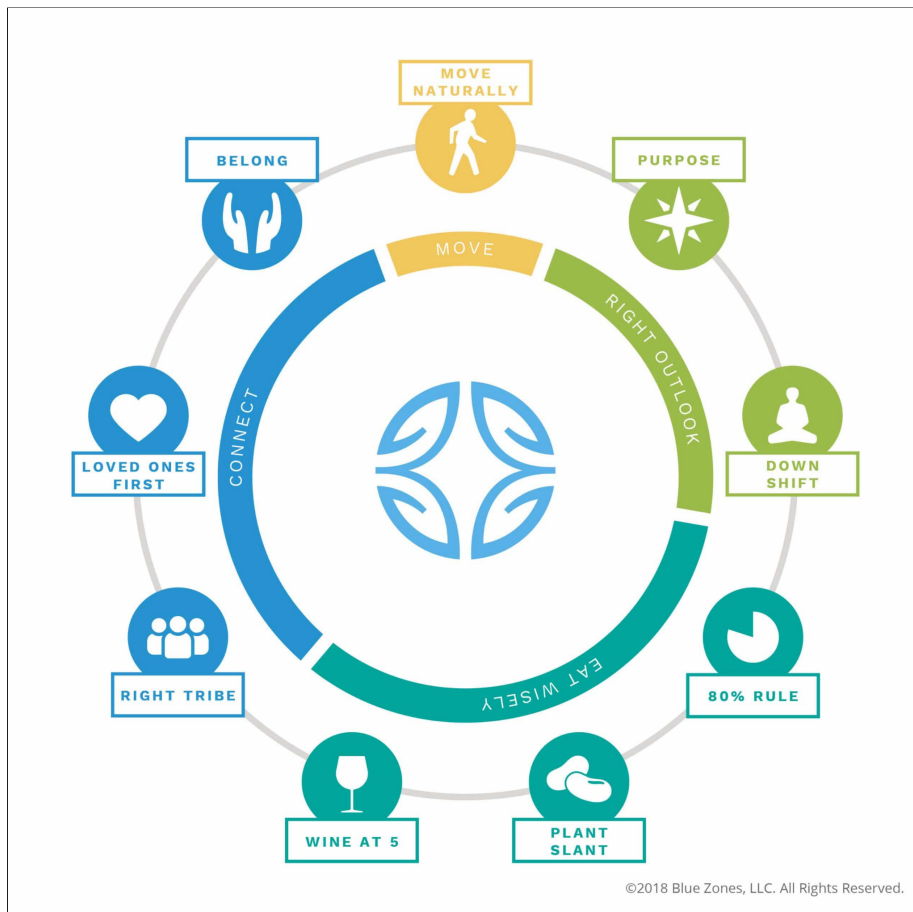 MOVE
NATURALLY
BELONG
PURPOSE
MOVE
RIGHT OUTLOOK
CONNECT
LOVED ONES
FIRST
DOWN
SHIFT
RIGHT TRIBE
80% RULE
EAT WISELY
WINE AT 5
PLANT
SLANT
©2018 Blue Zones, LLC. All Rights Reserved.